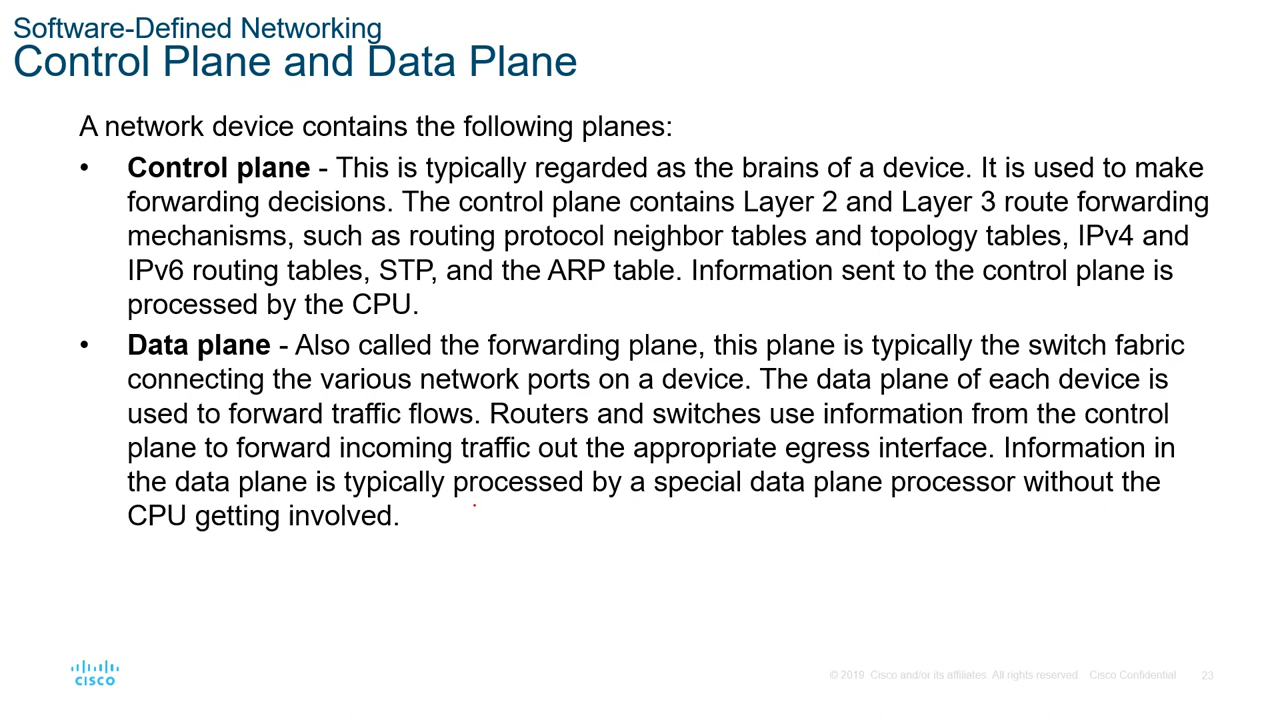 Software-Defined Networking
Control Plane and Data Plane
A network device contains the following planes:
• Control plane - This is typically regarded as the brains of a device. It is used to make
forwarding decisions. The control plane contains Layer 2 and Layer 3 route forwarding
mechanisms, such as routing protocol neighbor tables and topology tables, IPv4 and
IPv6 routing tables, STP, and the ARP table. Information sent to the control plane is
processed by the CPU.
• Data plane - Also called the forwarding plane, this plane is typically the switch fabric
connecting the various network ports on a device. The data plane of each device is
used to forward traffic flows. Routers and switches use information from the control
plane to forward incoming traffic out the appropriate egress interface. Information in
the data plane is typically processed by a special data plane processor without the
CPU getting involved.
CISCO
© 2019 Cisco and/or its affiliates. All rights reserved. Cisco Confidential 23